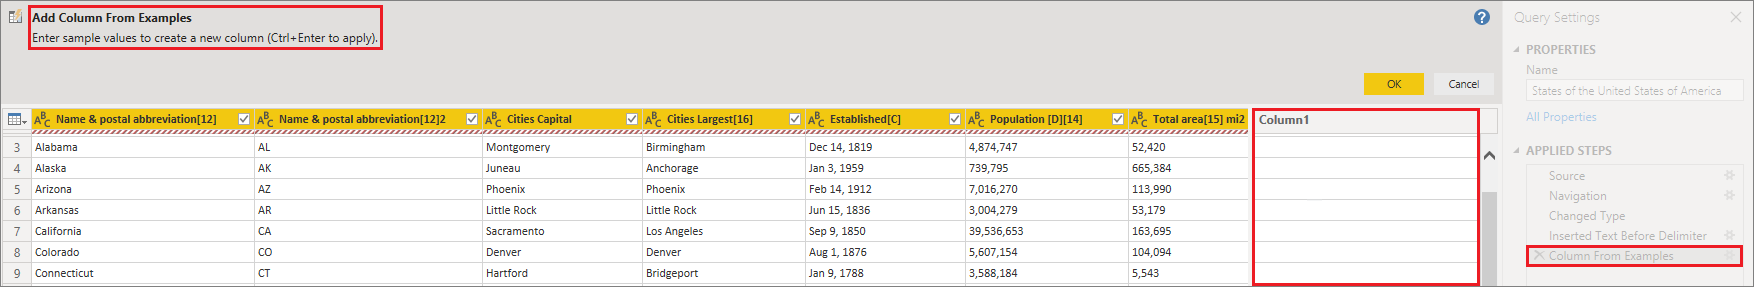 Add Column From Examples
Enter sample values to create a new column (Ctrl+Enter to apply).
?
OK Cancel
ABC Name & postal abbreviation[12] ABC Name & postal abbreviation[12]2 ABC Cities Capital ABC Cities Largest[16] ABC Established[C] ABC Population [D][14] ABC Total area[15] mi2 Column1
3 Alabama AL Montgomery Birmingham Dec 14, 1819 4,874,747 52,420
4 Alaska AK Juneau Anchorage Jan 3, 1959 739,795 665,384
5 Arizona AZ Phoenix Phoenix Feb 14, 1912 7,016,270 113,990
6 Arkansas AR Little Rock Little Rock Jun 15, 1836 3,004,279 53,179
7 California CA Sacramento Los Angeles Sep 9, 1850 39,536,653 163,695
8 Colorado CO Denver Denver Aug 1, 1876 5,607,154 104,094
9 Connecticut CT Hartford Bridgeport Jan 9, 1788 3,588,184 5,543
Query Settings
PROPERTIES
Name
States of the United States of America
All Properties
APPLIED STEPS
Source
Navigation
Changed Type
Inserted Text Before Delimiter
Column From Examples